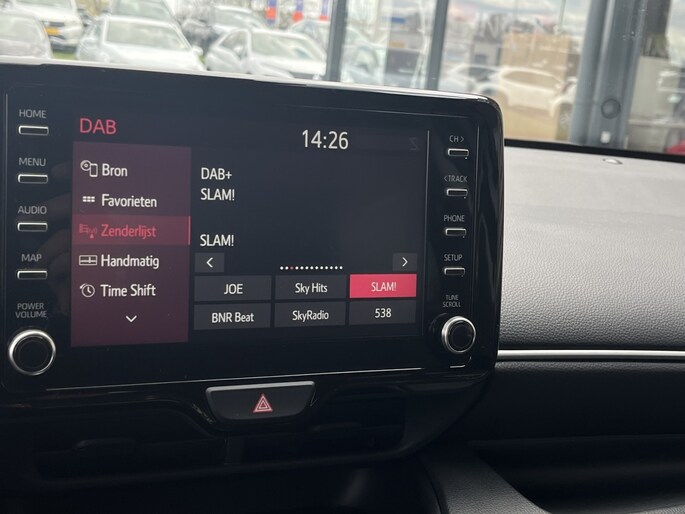 HOME
MENU
AUDIO
MAP
POWER
VOLUME
DAB
14:26
Bron
Favorieten
Zenderlijst
Handmatig
Time Shift
DAB+
SLAM!
SLAM!
JOE
Sky Hits
SLAM!
BNR Beat
SkyRadio
538
CH >
< TRACK
PHONE
SETUP
TUNE
SCROLL